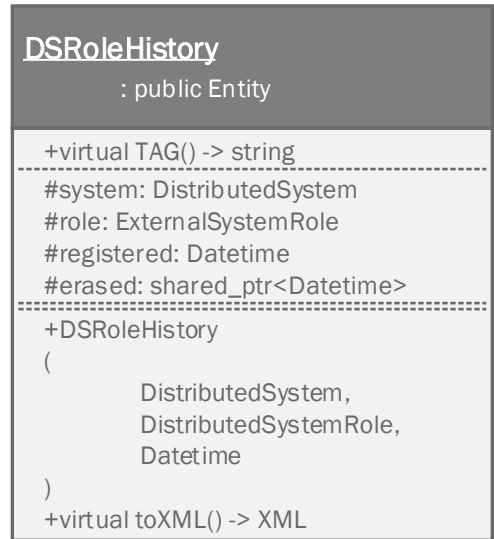 DSRoleHistory
: public Entity
+virtual TAG() -> string
#system: DistributedSystem
#role: ExternalSystemRole
#registered: Datetime
#erased: shared_ptr<Datetime>
+DSRoleHistory
(
DistributedSystem,
DistributedSystemRole,
Datetime
)
+virtual toXML() -> XML